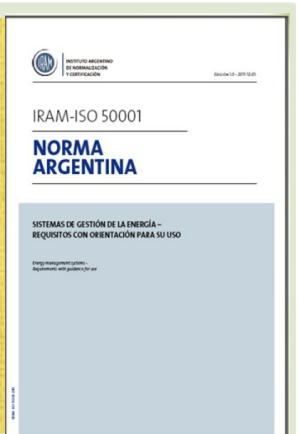 IRAM
INSTITUTO ARGENTINO
DE NORMALIZACIÓN
Y CERTIFICACIÓN
IRAM-ISO 50001
NORMA
ARGENTINA
SISTEMAS DE GESTIÓN DE LA ENERGÍA –
REQUISITOS CON ORIENTACIÓN PARA SU USO
Energy management systems –
Requirements with guidance for use